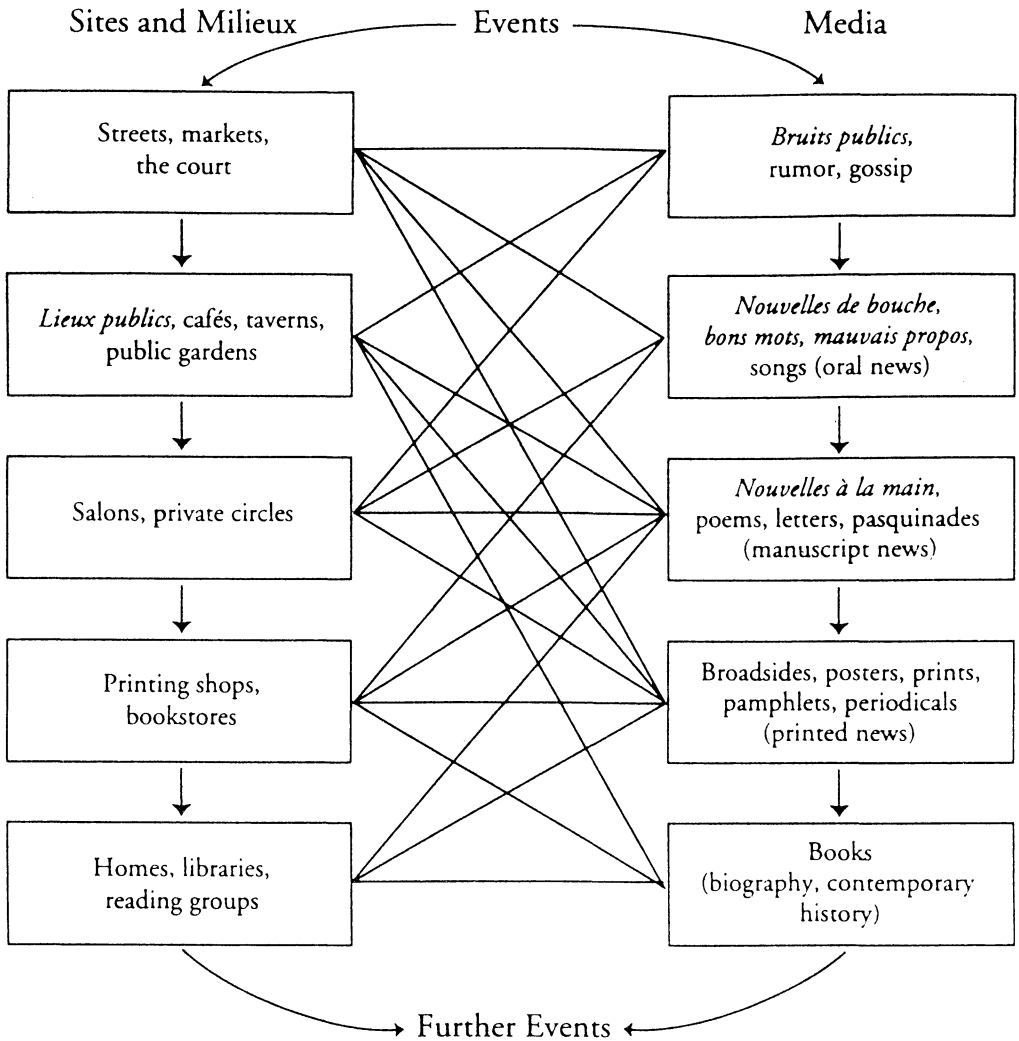 Sites and Milieux
Events
Media
Streets, markets,
the court
Bruits publics,
rumor, gossip
Lieux publics, cafés, taverns,
public gardens
Nouvelles de bouche,
bons mots, mauvais propos,
songs (oral news)
Salons, private circles
Nouvelles à la main,
poems, letters, pasquinades
(manuscript news)
Printing shops,
bookstores
Broadsides, posters, prints,
pamphlets, periodicals
(printed news)
Homes, libraries,
reading groups
Books
(biography, contemporary
history)
Further Events